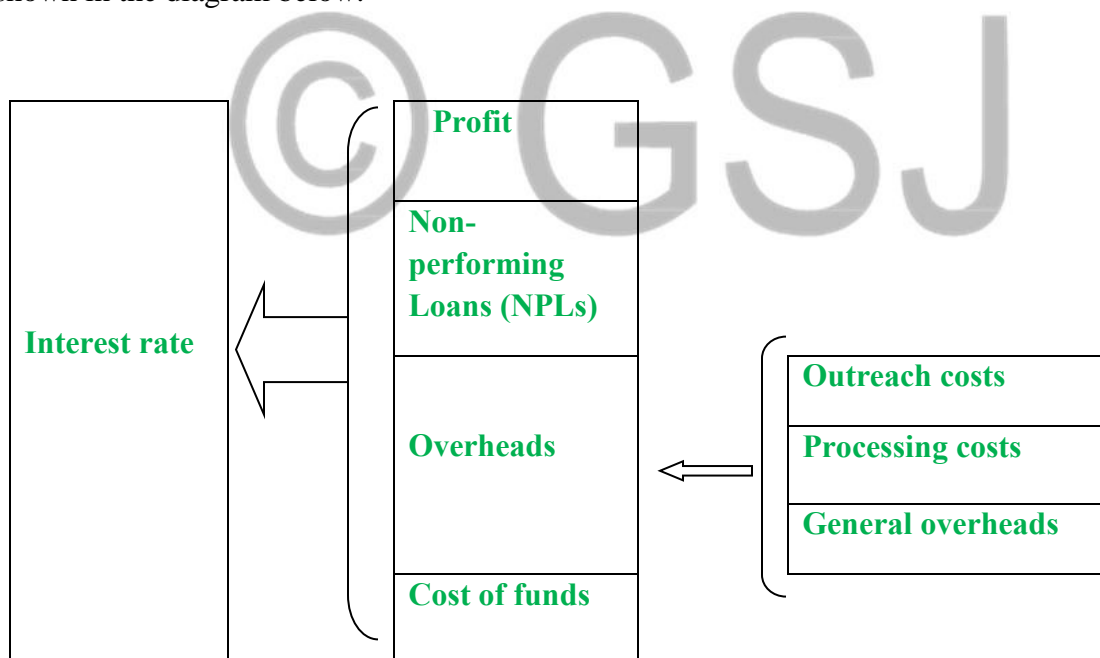 shown in the diagram below.
© GSJ
Profit
Non-
performing
Loans (NPLs)
Interest rate
Outreach costs
Overheads
Processing costs
General overheads
Cost of funds